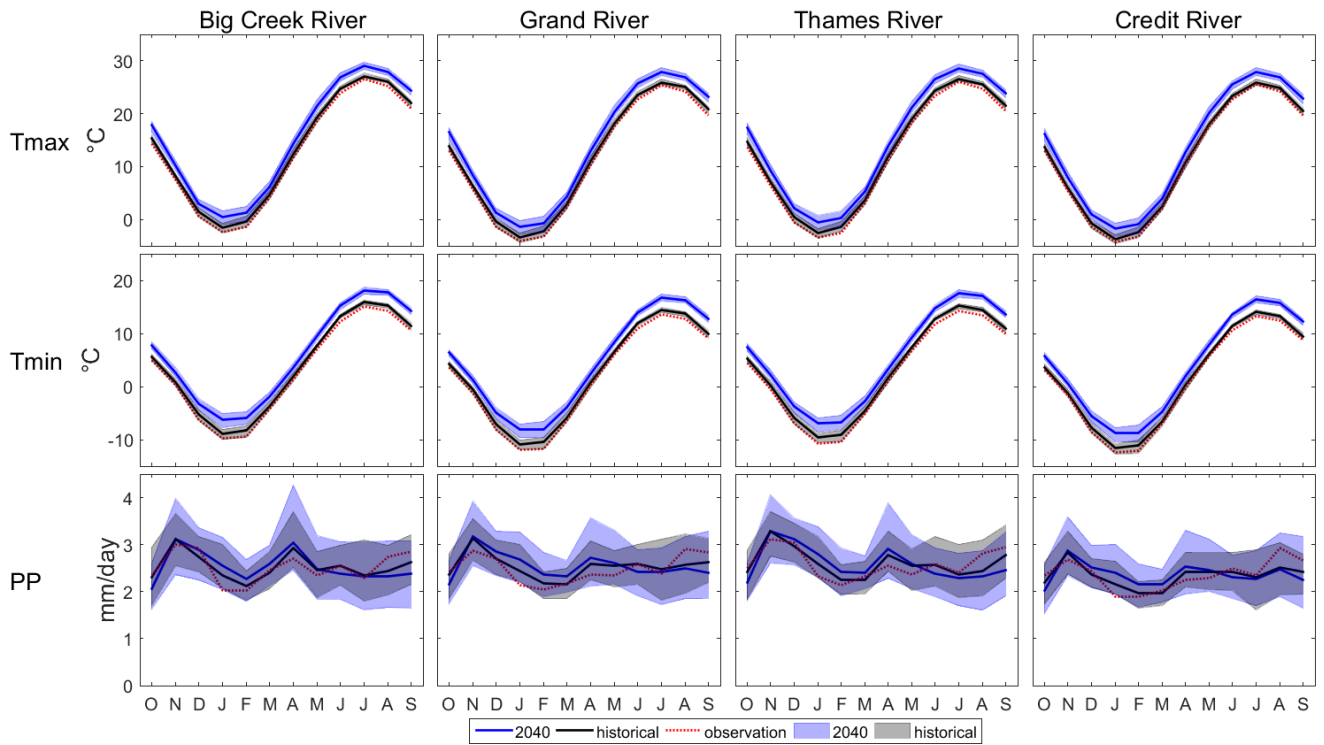 Big Creek River Grand River Thames River Credit River
30
20
10
0
Tmax °C
20
10
0
-10
Tmin °C
4
3
2
1
0
PP mm/day
O N D J F M A M J J A S O N D J F M A M J J A S O N D J F M A M J J A S O N D J F M A M J J A S
2040 historical observation 2040 historical